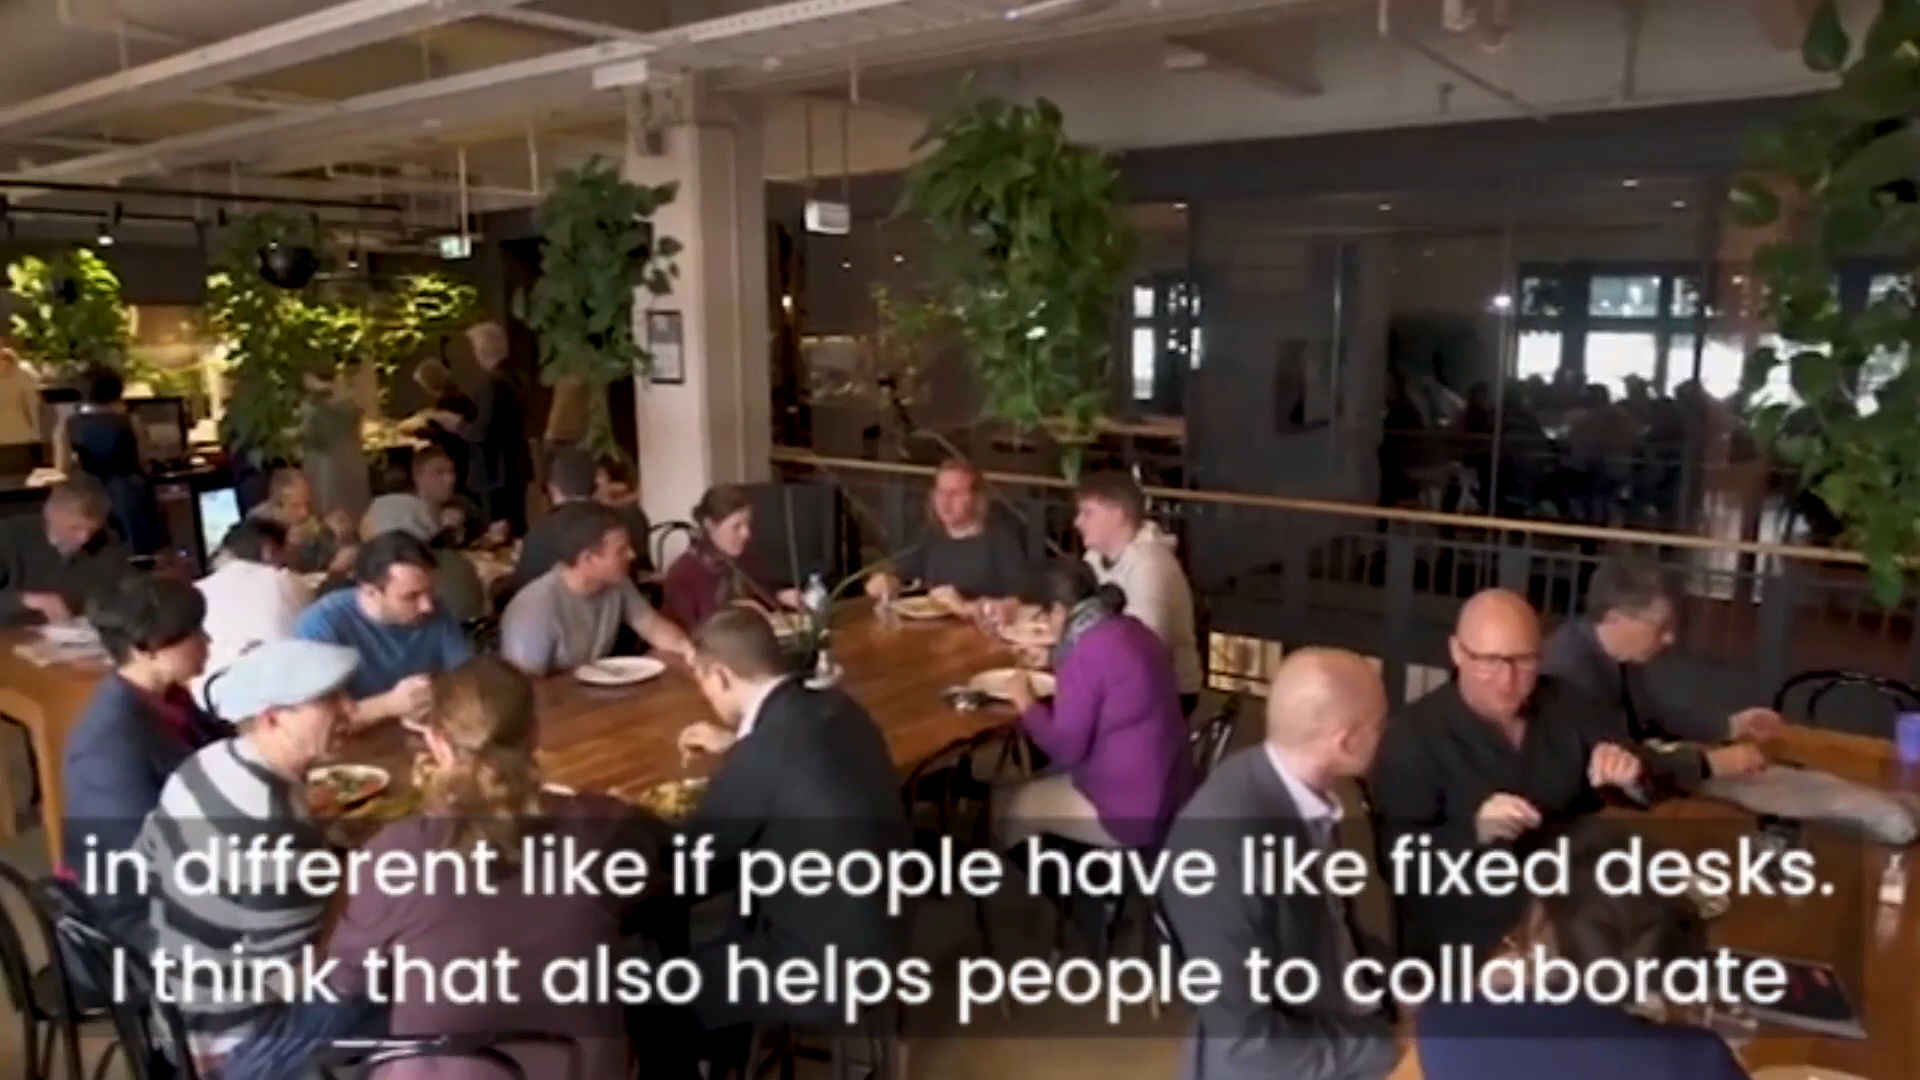 in different like if people have like fixed desks.
I think that also helps people to collaborate